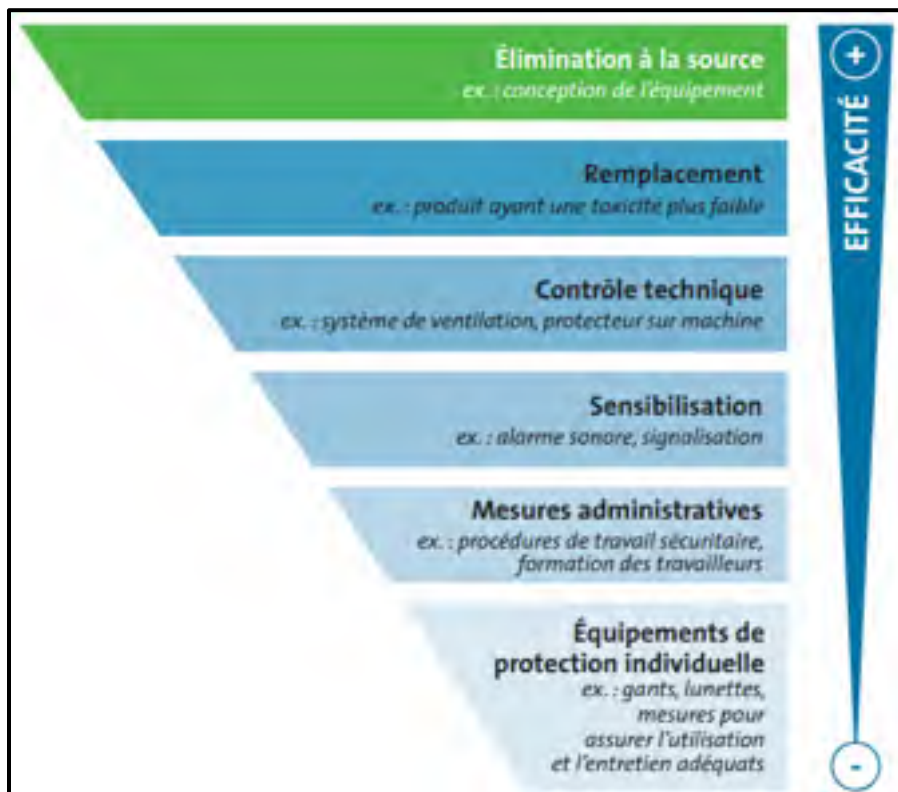 Élimination à la source
ex. : conception de l'équipement
Remplacement
ex. : produit ayant une toxicité plus faible
Contrôle technique
ex. : système de ventilation, protecteur sur machine
Sensibilisation
ex. : alarme sonore, signalisation
Mesures administratives
ex. : procédures de travail sécuritaire,
formation des travailleurs
Équipements de
protection individuelle
ex. : gants, lunettes,
mesures pour
assurer l'utilisation
et l'entretien adéquats
+
EFFICACITÉ
-